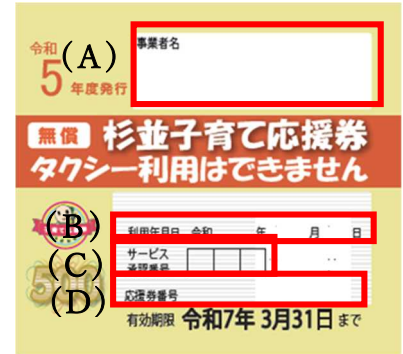 令和
5年度発行
(A)
事業者名
無償 杉並子育て応援券
タクシー利用はできません
(B)
利用年月日 令和 年 月 日
(C)
サービス
承認番号
500
(D)
応援券番号
有効期限 令和7年 3月31日 まで